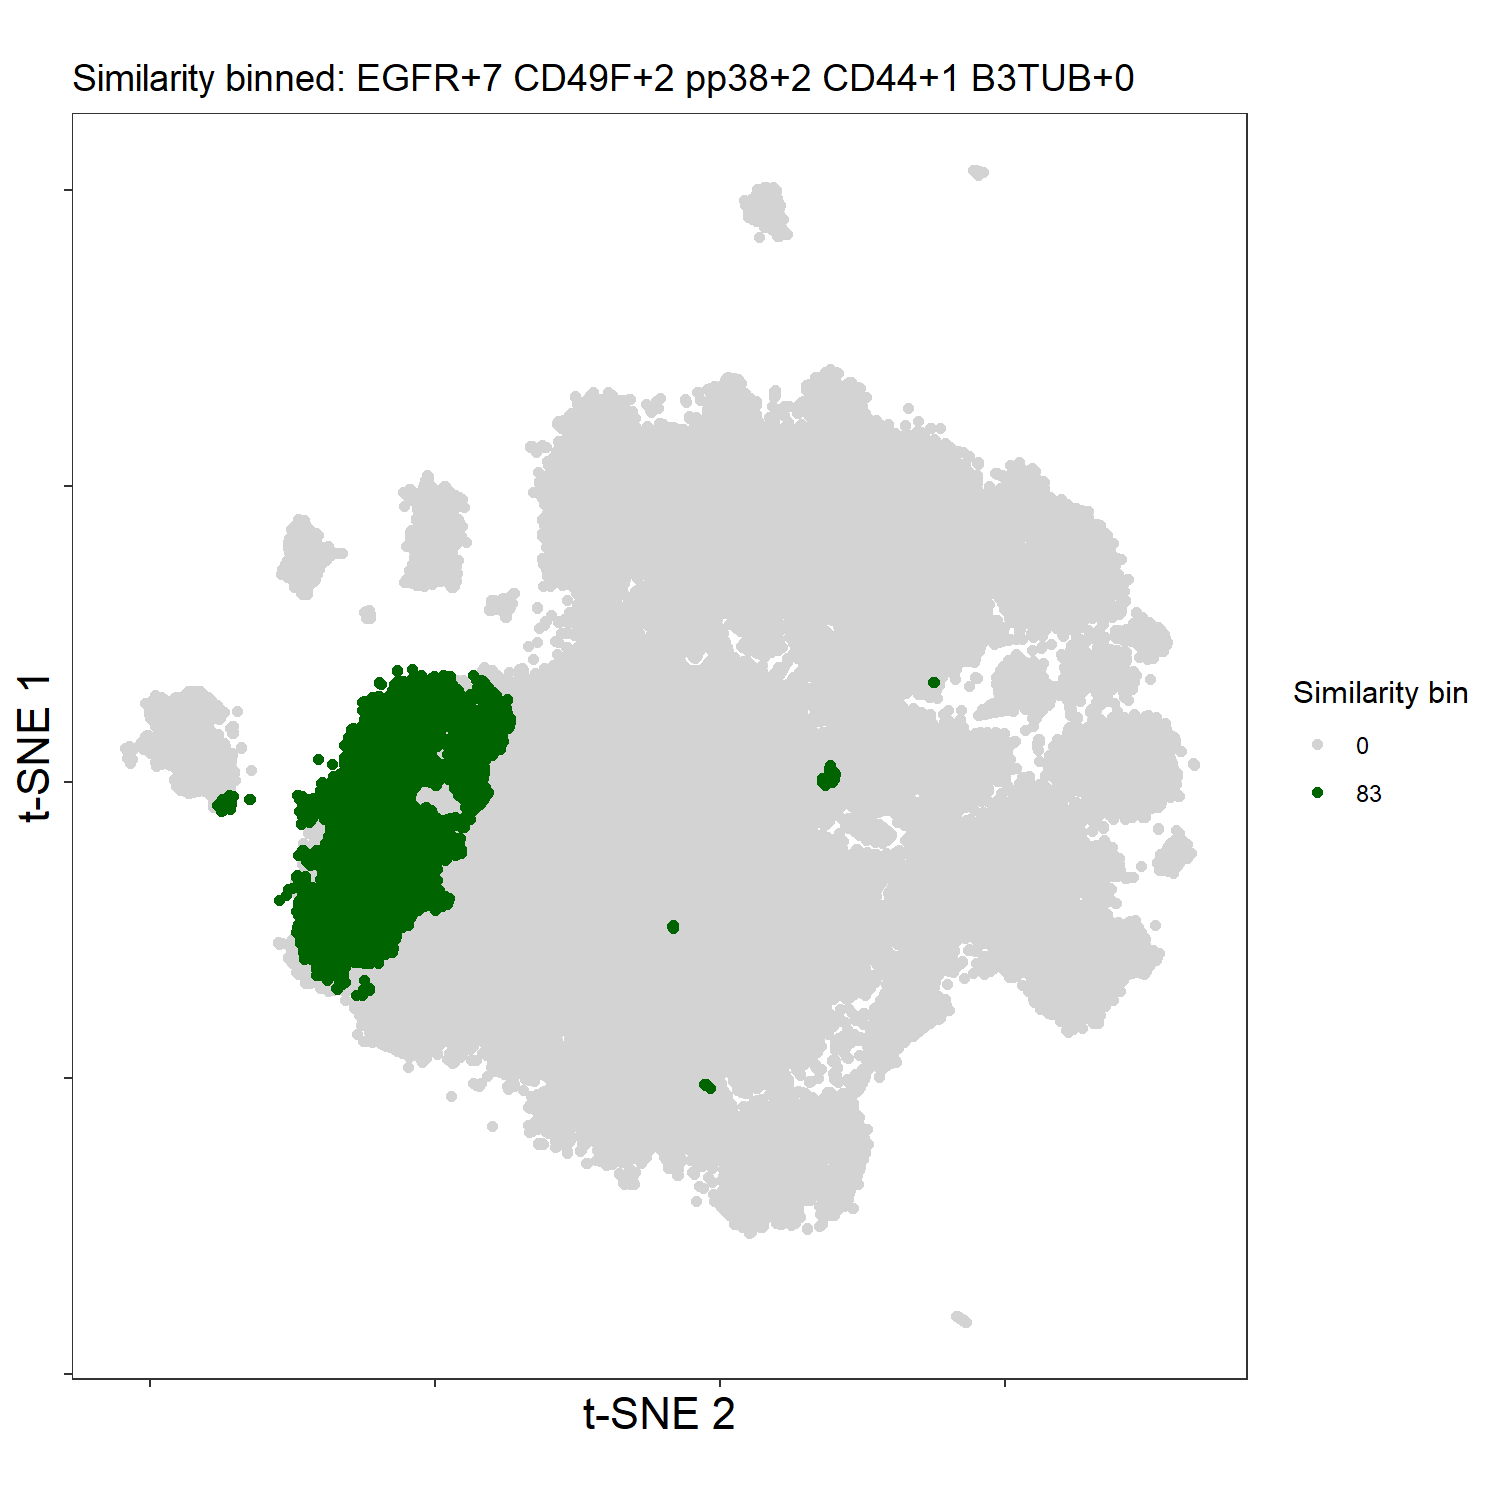 Similarity binned: EGFR+7 CD49F+2 pp38+2 CD44+1 B3TUB+0
t-SNE 1
Similarity bin
0
83
t-SNE 2